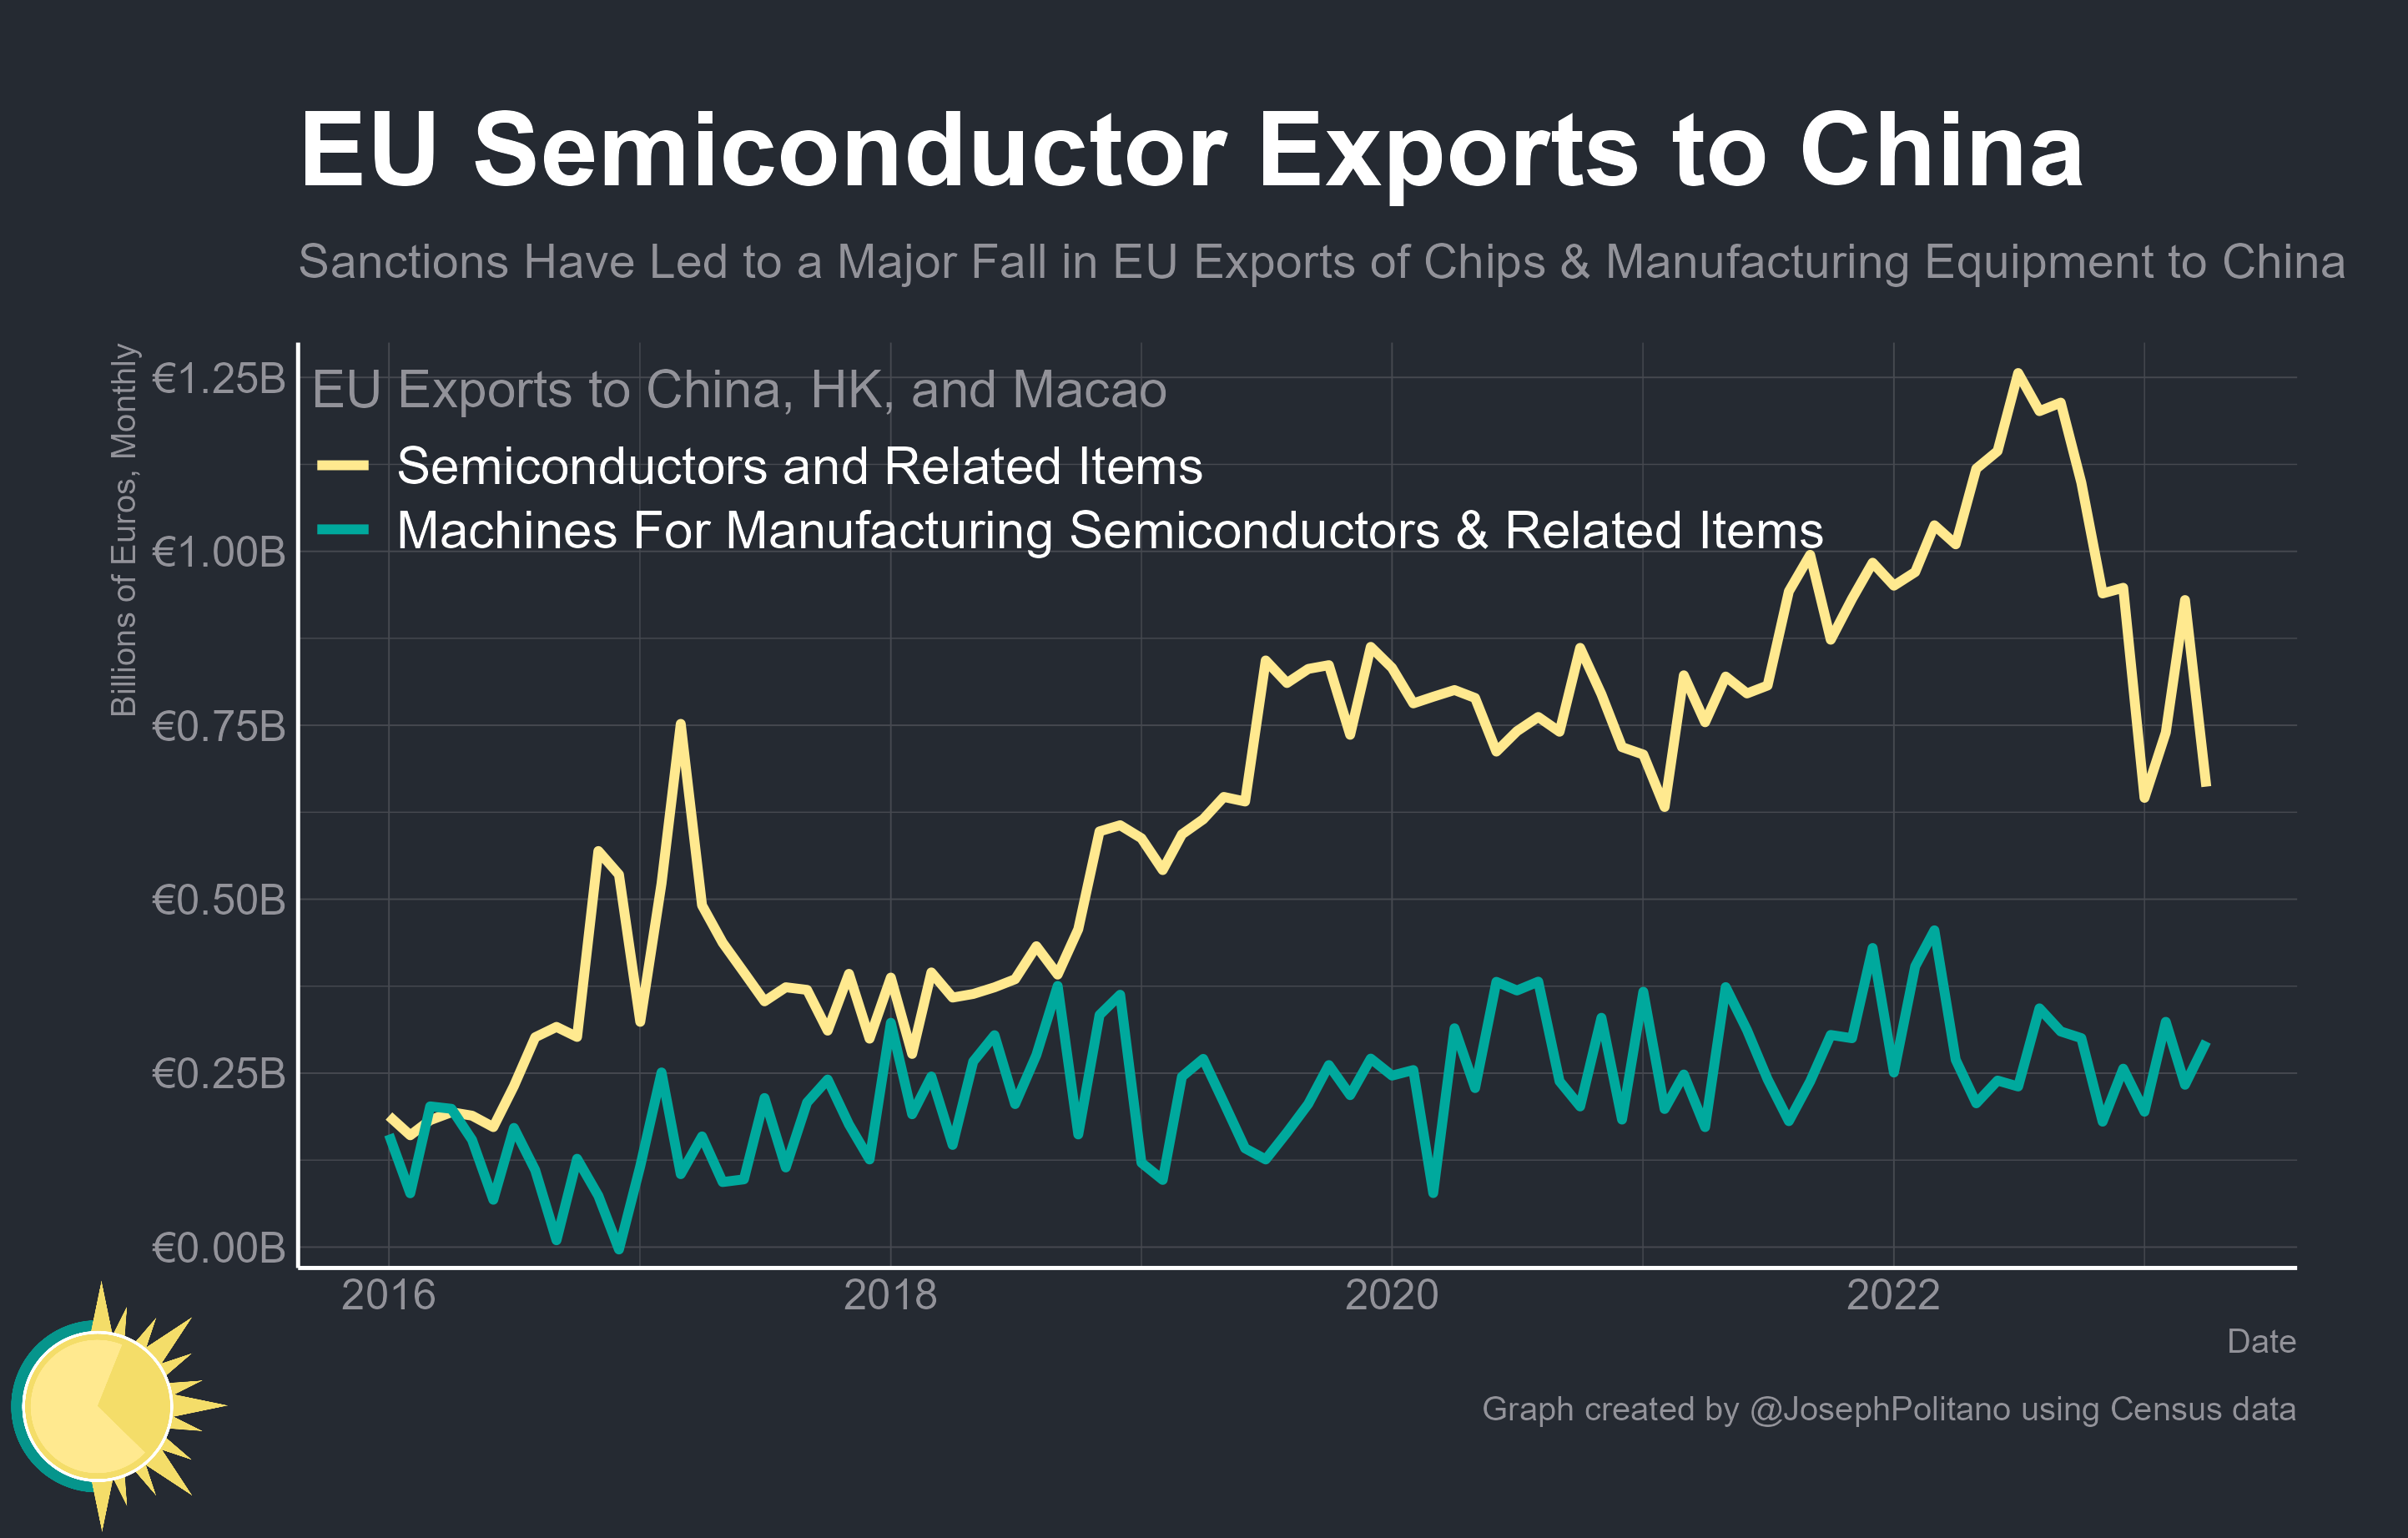 EU Semiconductor Exports to China
Sanctions Have Led to a Major Fall in EU Exports of Chips & Manufacturing Equipment to China
Billions of Euros, Monthly
€1.25B
€1.00B
€0.75B
€0.50B
€0.25B
€0.00B
EU Exports to China, HK, and Macao
Semiconductors and Related Items
Machines For Manufacturing Semiconductors & Related Items
2016 2018 2020 2022
Date
Graph created by @JosephPolitano using Census data